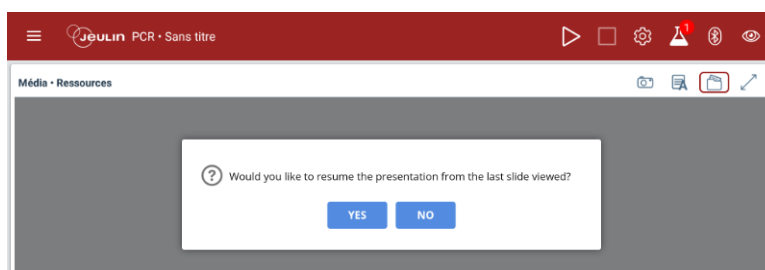 Jeulin PCR • Sans titre
1
Média • Ressources
Would you like to resume the presentation from the last slide viewed?
YES NO